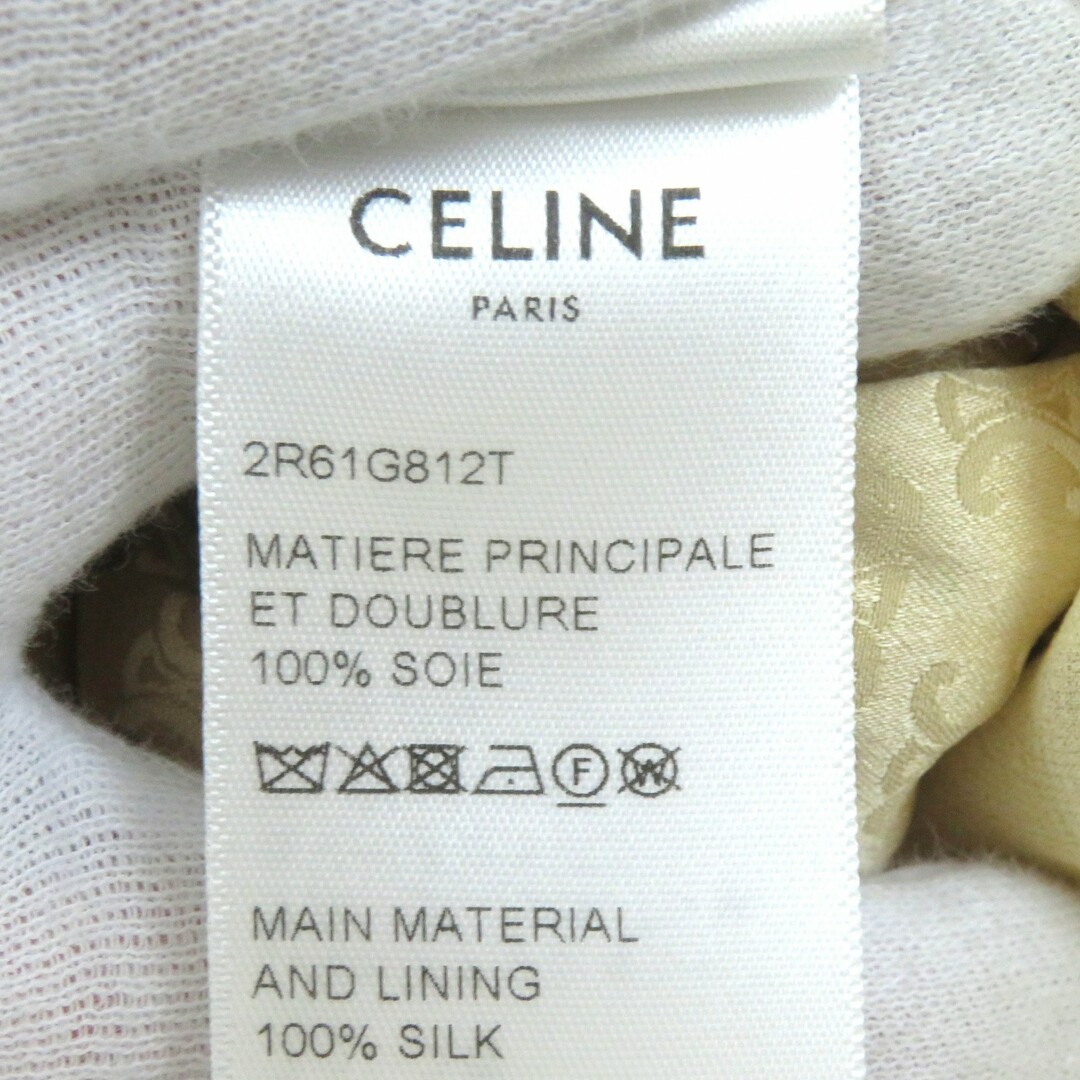 CELINE
PARIS
2R61G812T
MATIERE PRINCIPALE
ET DOUBLURE
100% SOIE
F W
MAIN MATERIAL
AND LINING
100% SILK